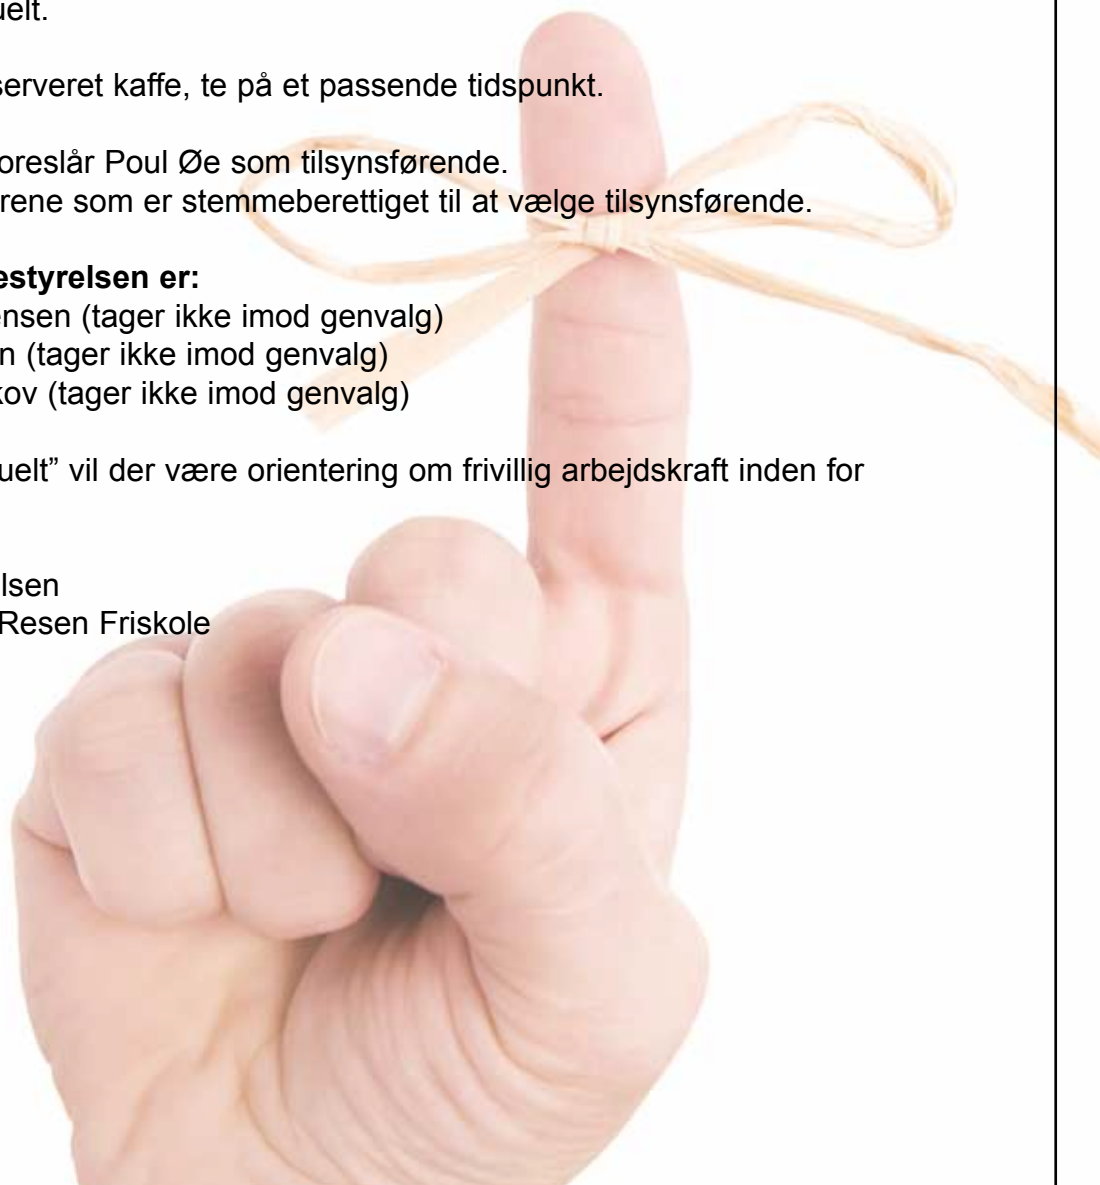 uelt.
serveret kaffe, te på et passende tidspunkt.
oreslår Poul Øe som tilsynsførende.
rene som er stemmeberettiget til at vælge tilsynsførende.
estyrelsen er:
ensen (tager ikke imod genvalg)
n (tager ikke imod genvalg)
kov (tager ikke imod genvalg)
uelt” vil der være orientering om frivillig arbejdskraft inden for
lsen
Resen Friskole